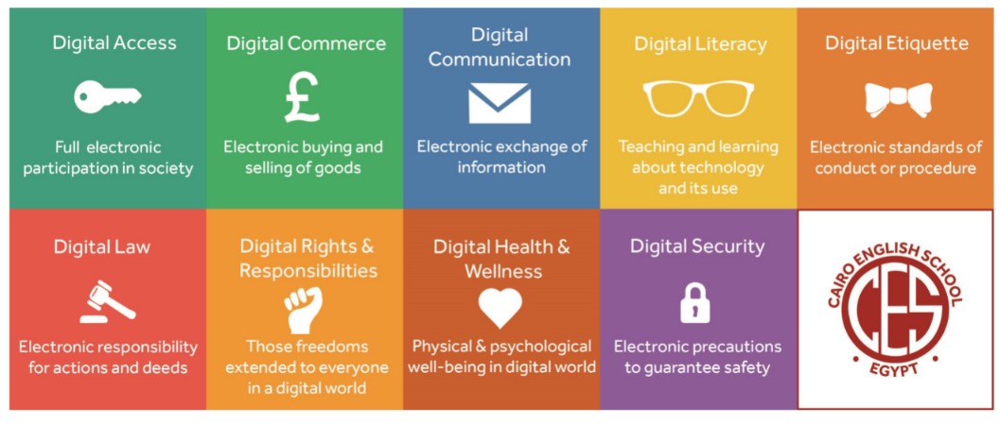 Digital Access
Full electronic
participation in society
Digital Commerce
£
Electronic buying and
selling of goods
Digital
Communication
Electronic exchange of
information
Digital Literacy
Teaching and learning
about technology
and its use
Digital Etiquette
Electronic standards of
conduct or procedure
Digital Law
Electronic responsibility
for actions and deeds
Digital Rights &
Responsibilities
Those freedoms
extended to everyone
in a digital world
Digital Health &
Wellness
Physical & psychological
well-being in digital world
Digital Security
Electronic precautions
to guarantee safety
CAIRO ENGLISH SCHOOL
CES
• EGYPT •